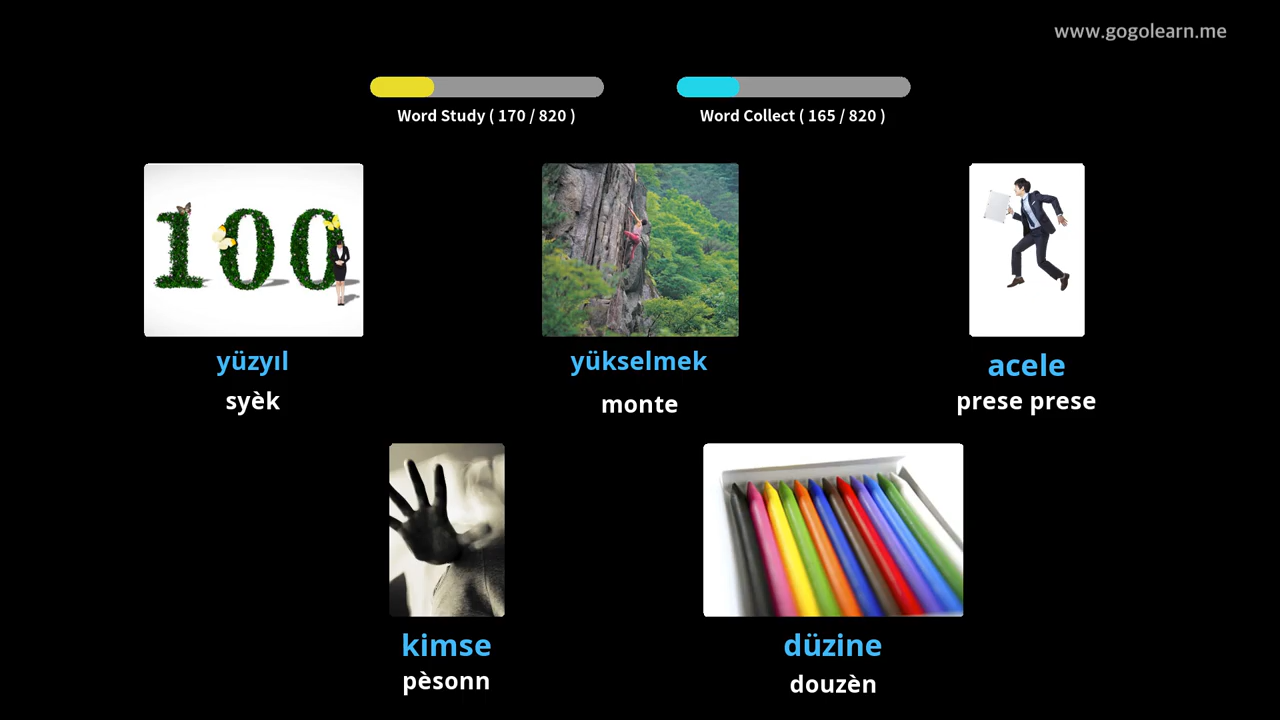 www.gogolearn.me
Word Study ( 170 / 820 )
Word Collect ( 165 / 820 )
100
yüzyıl
syèk
yükselmek
monte
acele
prese prese
kimse
pèsonn
düzine
douzèn